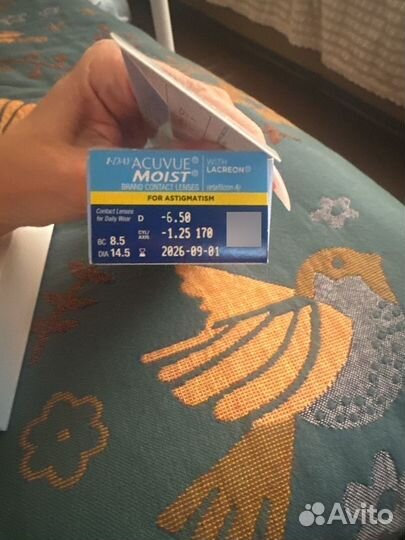 1·DAY ACUVUE®
MOIST®
BRAND CONTACT LENSES
WITH
LACREON®
(etafilcon A)
FOR ASTIGMATISM
Contact Lenses
for Daily Wear
D -6.50
CYL/
AXIS -1.25 170
BC 8.5
DIA 14.5 2026-09-01
Avito